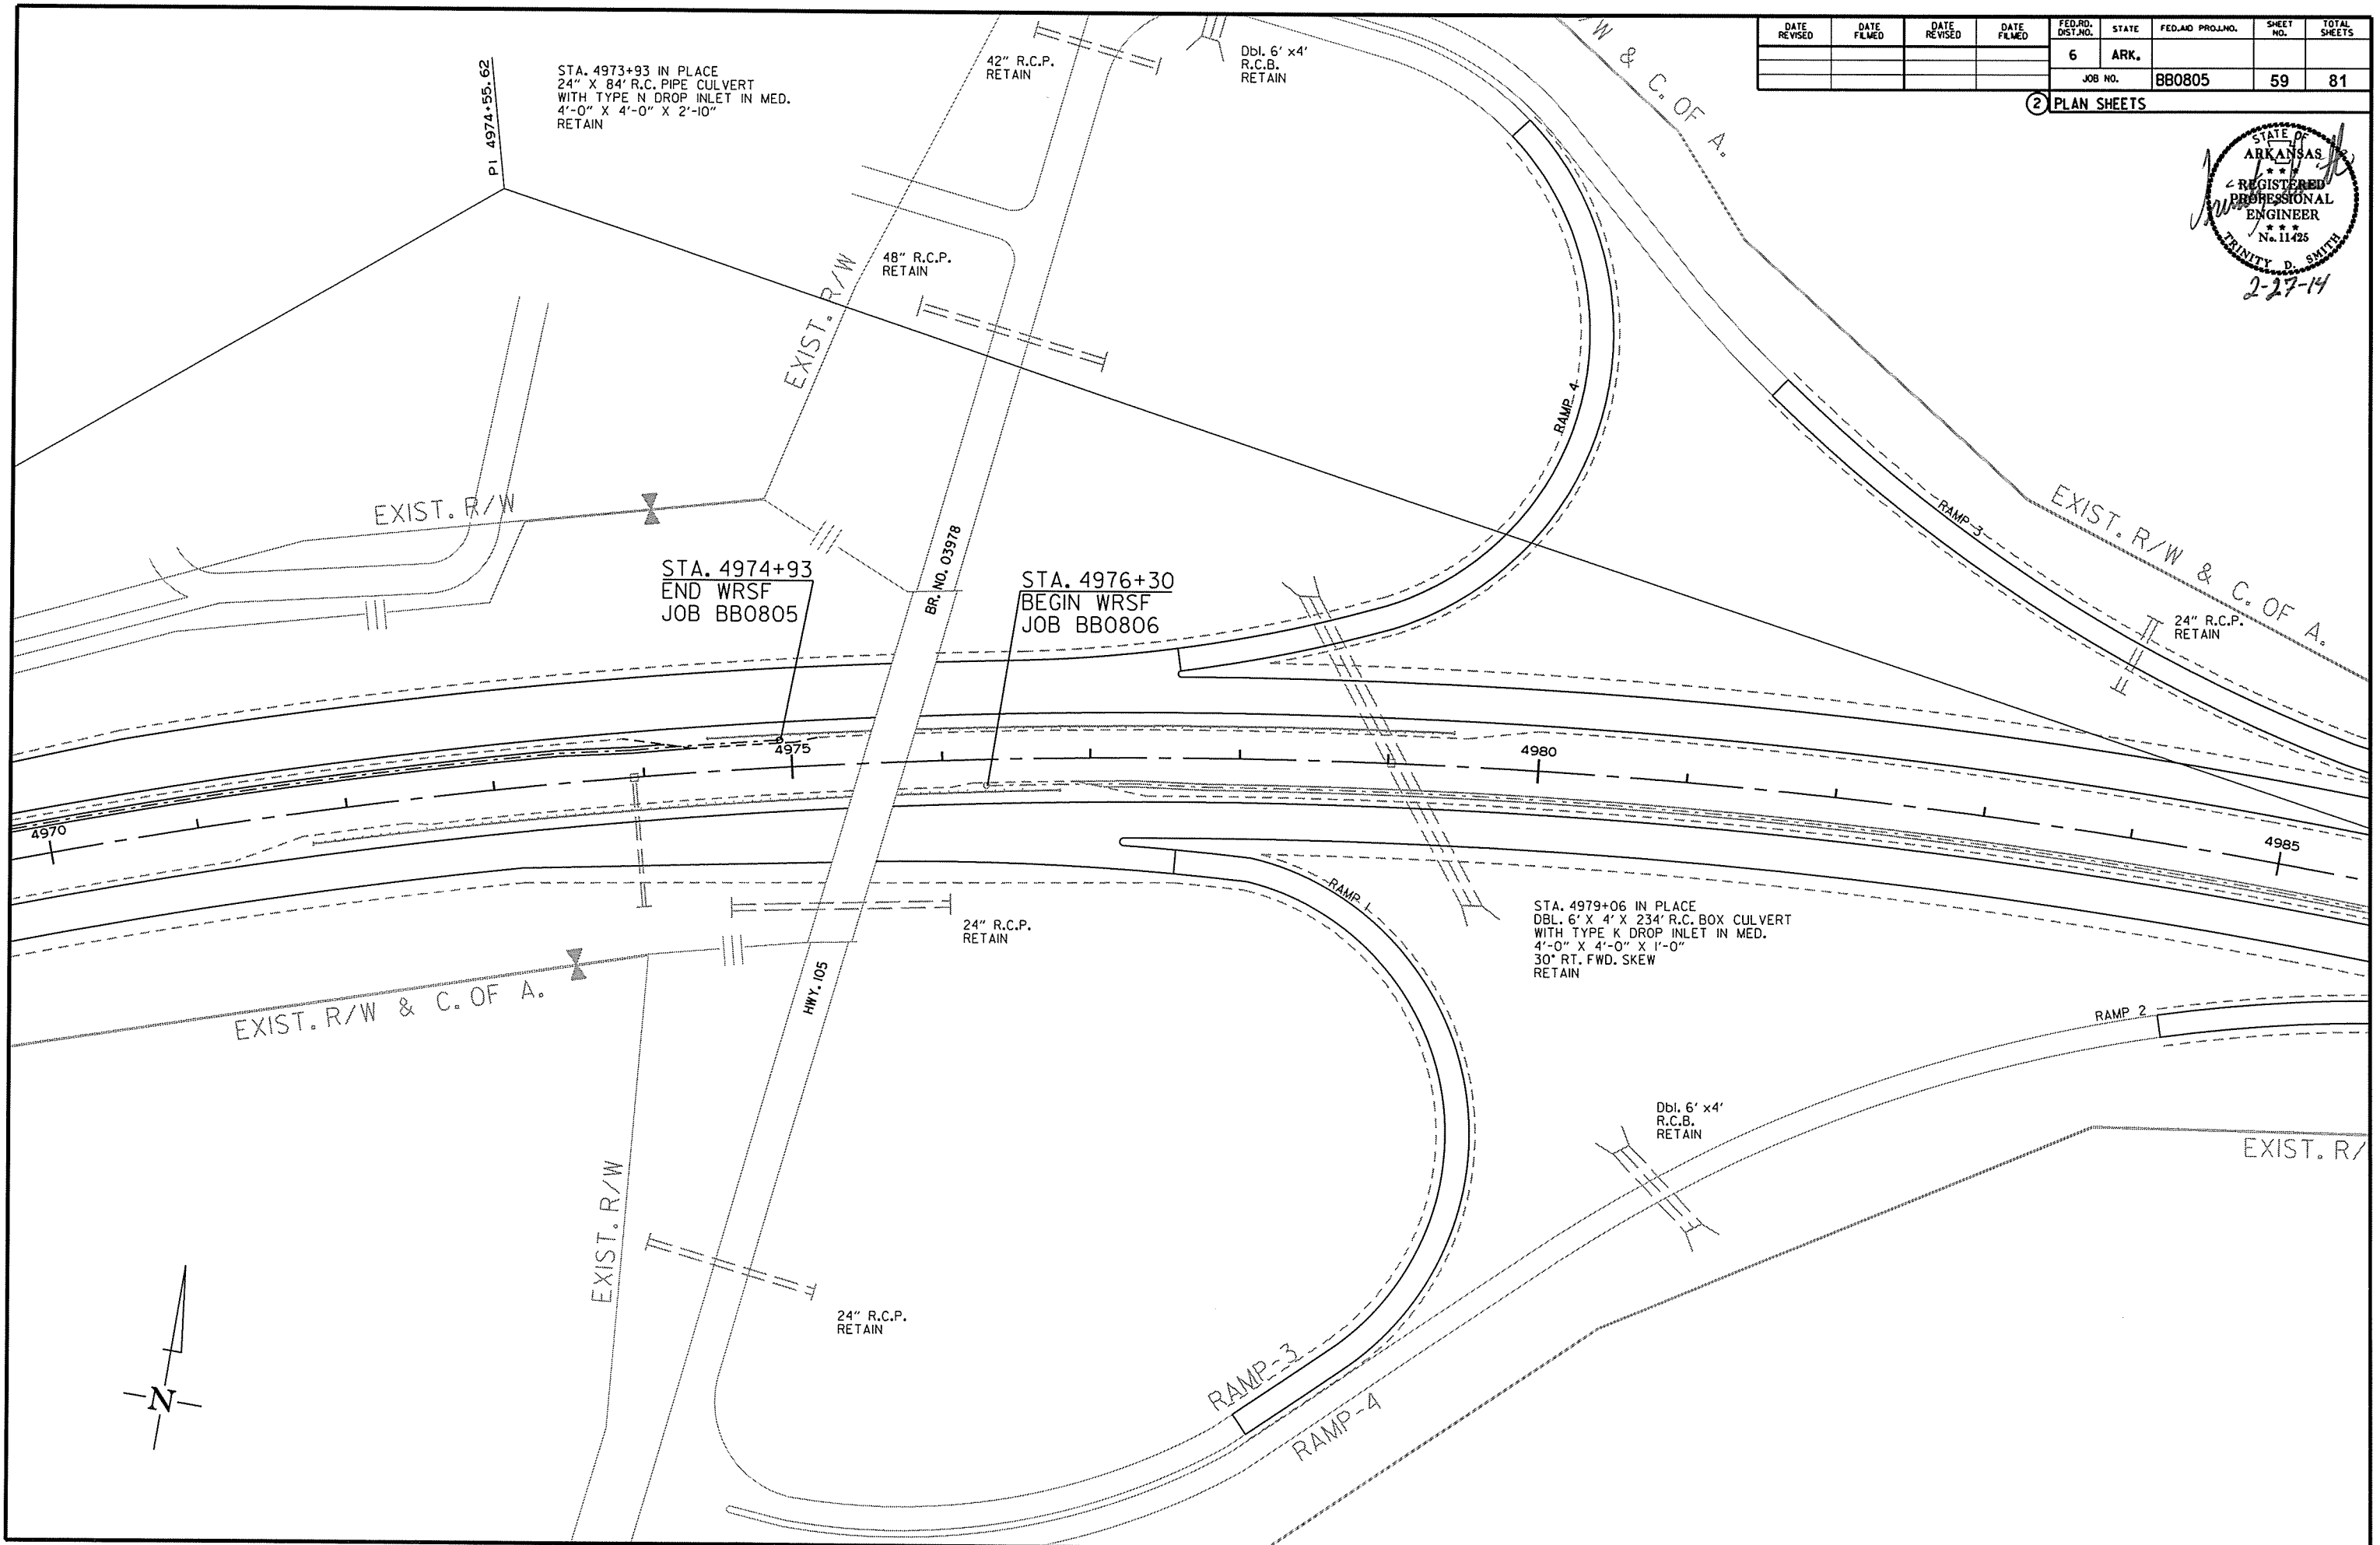 DATE REVISED
DATE FILMED
DATE REVISED
DATE FILMED
FED.RD. DIST.NO.
STATE
FED.AID PROJ.NO.
SHEET NO.
TOTAL SHEETS
6
ARK.
JOB NO.
BB0805
59
81
2 PLAN SHEETS
STATE OF
ARKANSAS
★ ★ ★
REGISTERED
PROFESSIONAL
ENGINEER
★ ★ ★
No. 11425
TRINITY D. SMITH
2-27-14
PI 4974+55.62
STA. 4973+93 IN PLACE
24" X 84' R.C. PIPE CULVERT
WITH TYPE N DROP INLET IN MED.
4'-0" X 4'-0" X 2'-10"
RETAIN
42" R.C.P.
RETAIN
Dbl. 6' x4'
R.C.B.
RETAIN
W & C. OF A.
48" R.C.P.
RETAIN
EXIST. R/W
RAMP 4
EXIST. R/W
RAMP 3
EXIST. R/W & C. OF A.
BR. NO. 03978
STA. 4974+93
END WRSF
JOB BB0805
STA. 4976+30
BEGIN WRSF
JOB BB0806
24" R.C.P.
RETAIN
4970
4975
4980
4985
RAMP 1
24" R.C.P.
RETAIN
STA. 4979+06 IN PLACE
DBL. 6' X 4' X 234' R.C. BOX CULVERT
WITH TYPE K DROP INLET IN MED.
4'-0" X 4'-0" X 1'-0"
30° RT. FWD. SKEW
RETAIN
HWY. 105
EXIST. R/W & C. OF A.
RAMP 2
Dbl. 6' x4'
R.C.B.
RETAIN
EXIST. R/
EXIST. R/W
24" R.C.P.
RETAIN
RAMP-3
RAMP-4
N